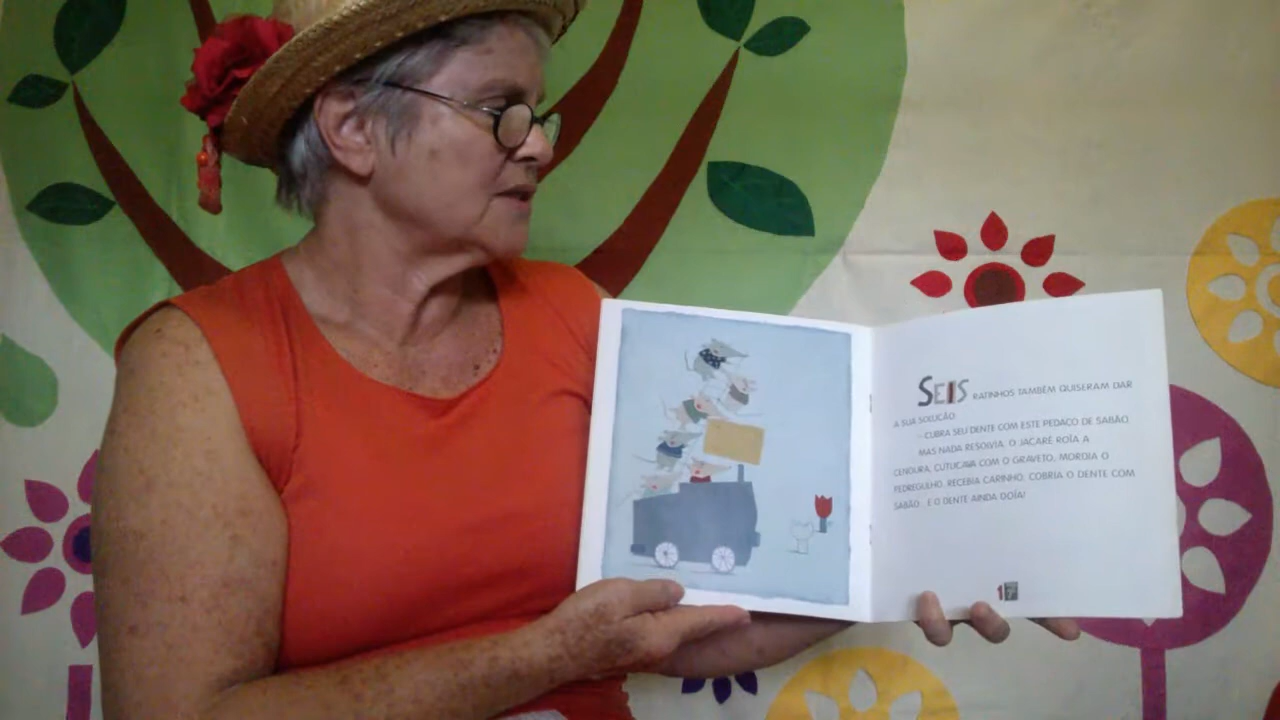 SEIS RATINHOS TAMBÉM QUISERAM DAR
A SUA SOLUÇÃO:
- CUBRA SEU DENTE COM ESTE PEDAÇO DE SABÃO.
MAS NADA RESOLVIA. O JACARÉ ROÍA A
CENOURA, CUTUCAVA COM O GRAVETO, MORDIA O
PEDREGULHO, RECEBIA CARINHO, COBRIA O DENTE COM
SABÃO... E O DENTE AINDA DOÍA!
17